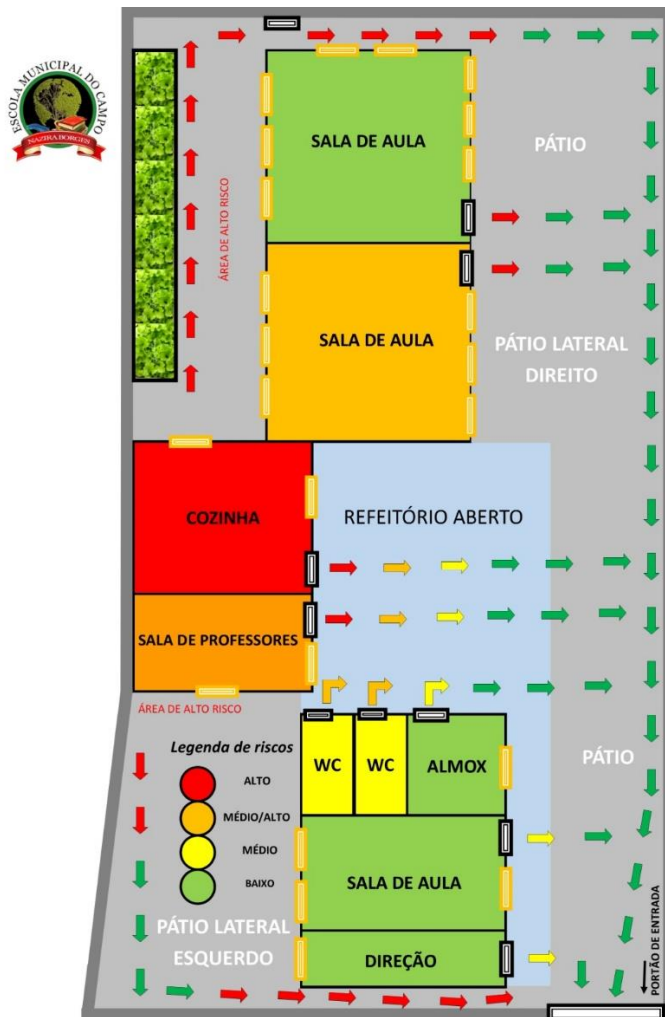 ESCOLA MUNICIPAL DO CAMPO
NAZIRA BORGES
SALA DE AULA
PÁTIO
ÁREA DE ALTO RISCO
SALA DE AULA
PÁTIO LATERAL
DIREITO
COZINHA
REFEITÓRIO ABERTO
SALA DE PROFESSORES
ÁREA DE ALTO RISCO
Legenda de riscos
ALTO
MÉDIO/ALTO
MÉDIO
BAIXO
WC
WC
ALMOX
PÁTIO
SALA DE AULA
PÁTIO LATERAL
ESQUERDO
DIREÇÃO
PORTÃO DE ENTRADA